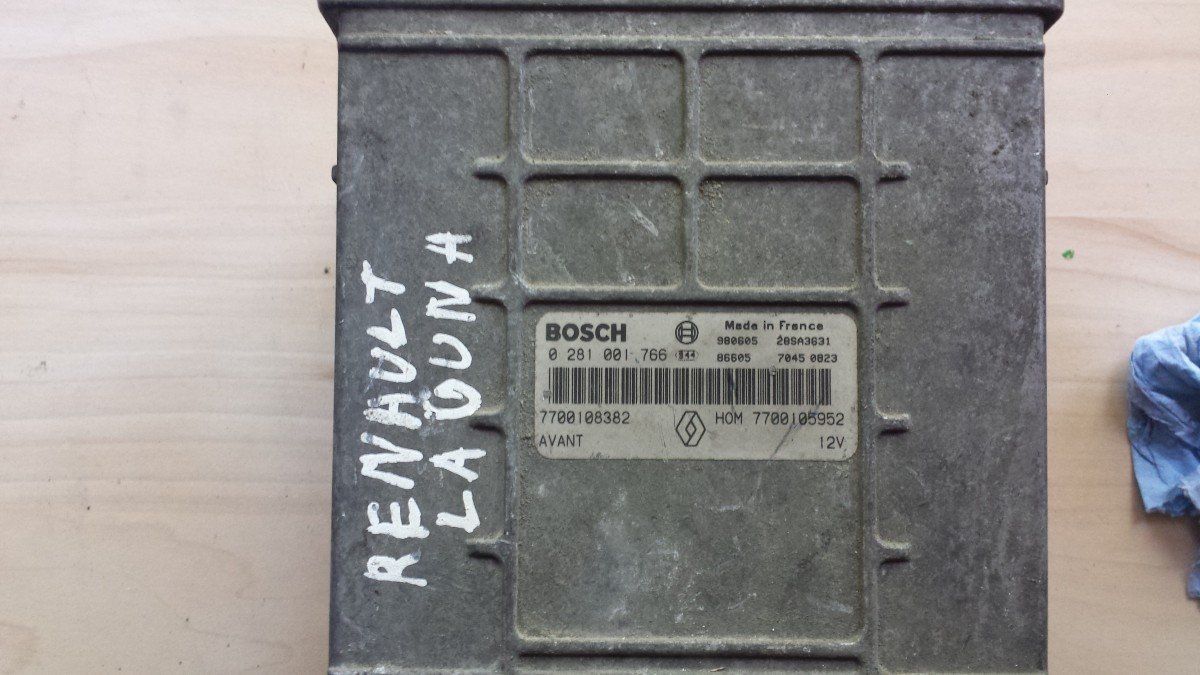 RENAULT
LAGUNA
BOSCH
Made in France
980605 28SA3631
0 281 001 766
86605 7045 0823
7700108382
HOM 7700105952
AVANT
12V